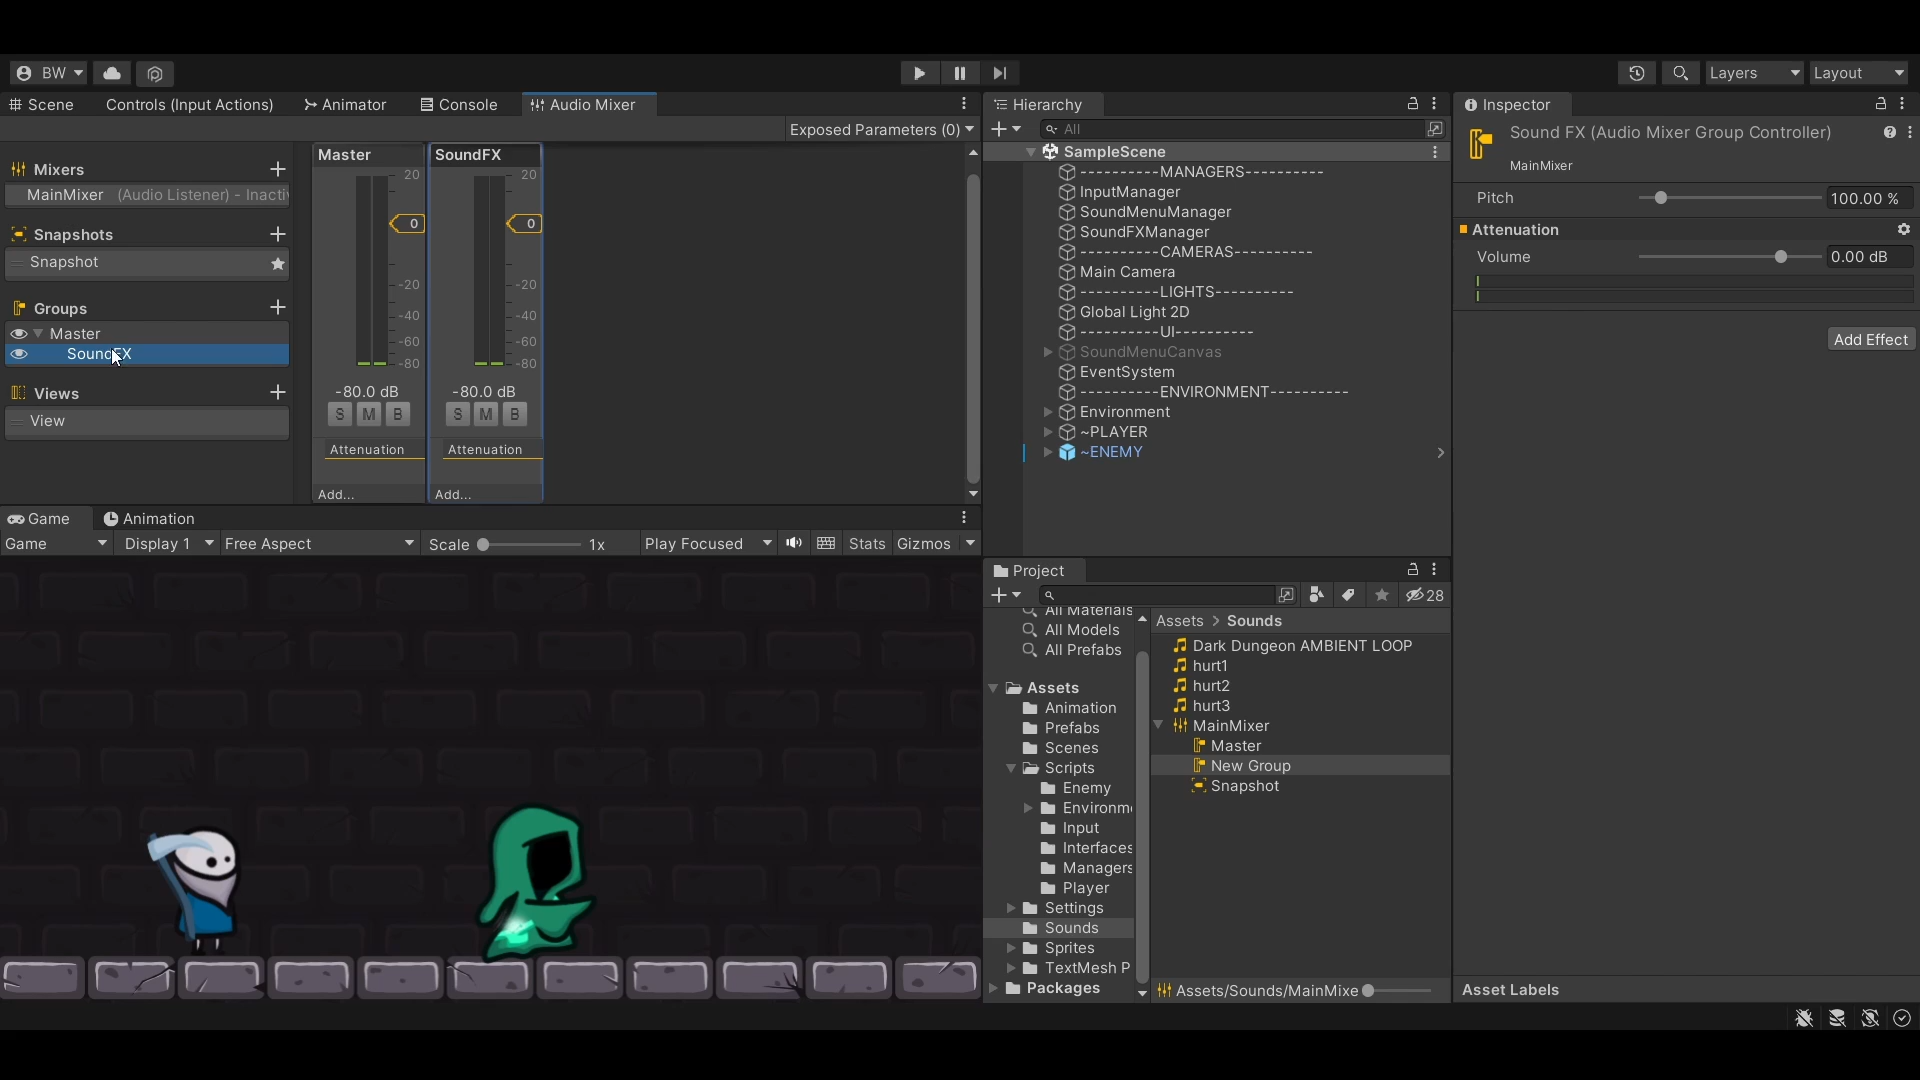 BW
Layers
Layout
Scene
Controls (Input Actions)
Animator
Console
Audio Mixer
Exposed Parameters (0)
Mixers
MainMixer (Audio Listener) - Inacti
Snapshots
Snapshot
Groups
Master
SoundFX
Views
View
Master
20
0
-20
-40
-60
-80
-80.0 dB
S M B
Attenuation
Add...
SoundFX
20
0
-20
-40
-60
-80
-80.0 dB
S M B
Attenuation
Add...
Game
Animation
Game
Display 1
Free Aspect
Scale
1x
Play Focused
Stats
Gizmos
Hierarchy
All
SampleScene
----------MANAGERS----------
InputManager
SoundMenuManager
SoundFXManager
----------CAMERAS----------
Main Camera
----------LIGHTS----------
Global Light 2D
----------UI----------
SoundMenuCanvas
EventSystem
----------ENVIRONMENT----------
Environment
~PLAYER
~ENEMY
Project
28
All Materials
All Models
All Prefabs
Assets
Animation
Prefabs
Scenes
Scripts
Enemy
Environme
Input
Interfaces
Managers
Player
Settings
Sounds
Sprites
TextMesh P
Packages
Assets > Sounds
Dark Dungeon AMBIENT LOOP
hurt1
hurt2
hurt3
MainMixer
Master
New Group
Snapshot
Assets/Sounds/MainMixe
Inspector
Sound FX (Audio Mixer Group Controller)
MainMixer
Pitch
100.00 %
Attenuation
Volume
0.00 dB
Add Effect
Asset Labels